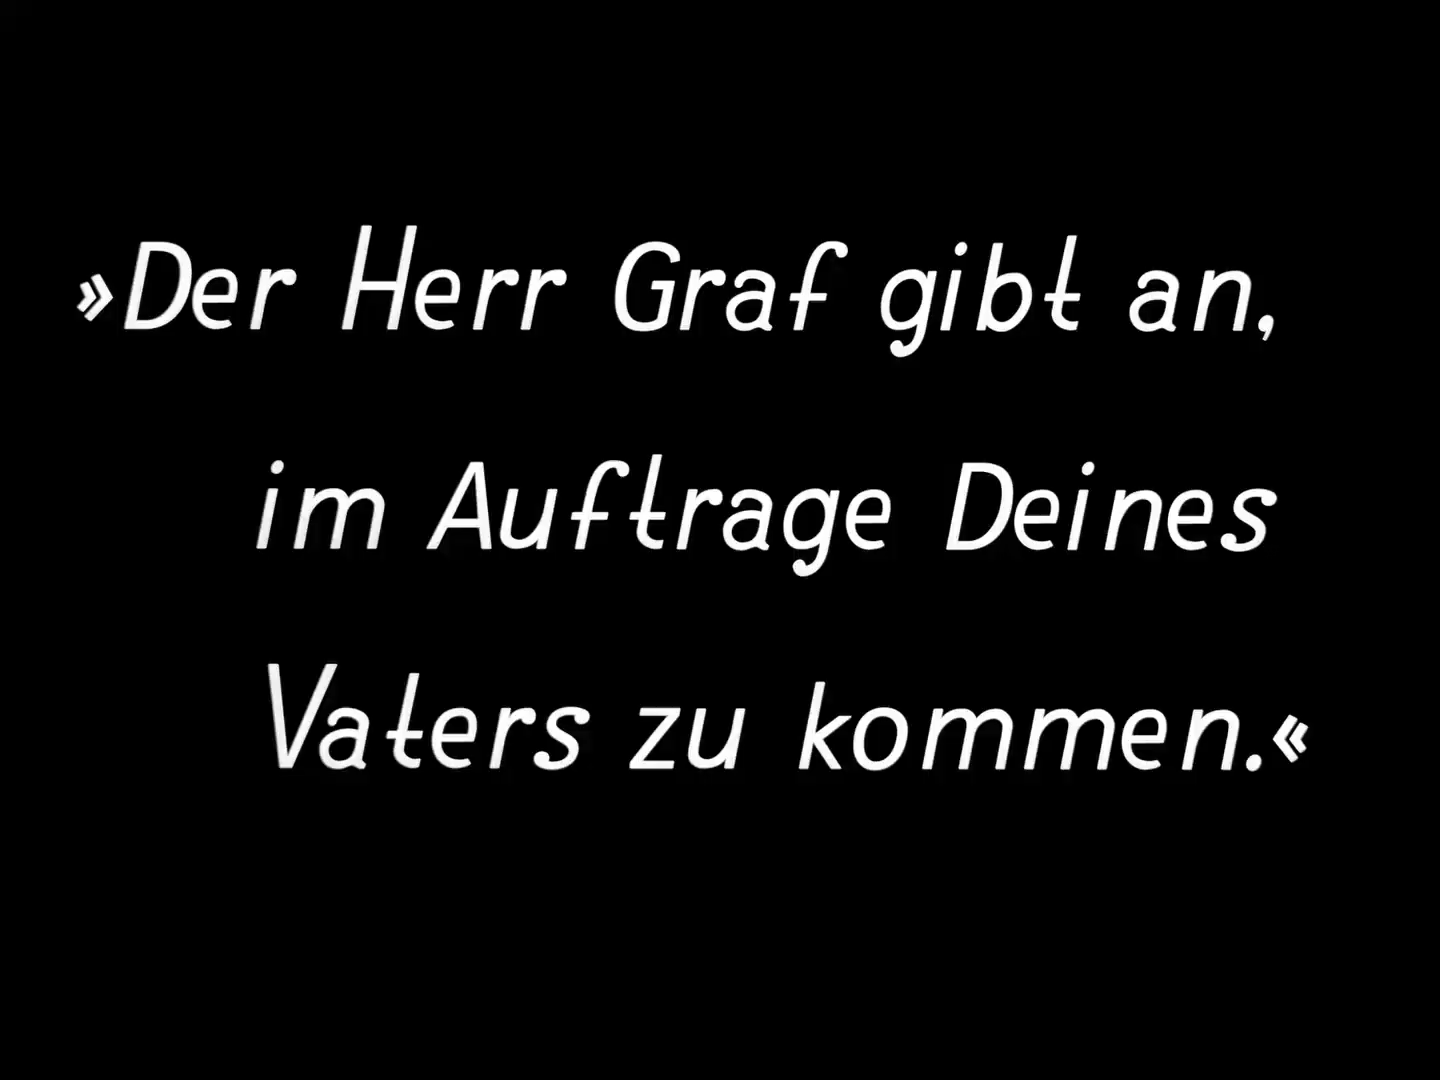 »Der Herr Graf gibt an,
im Auftrage Deines
Vaters zu kommen.«